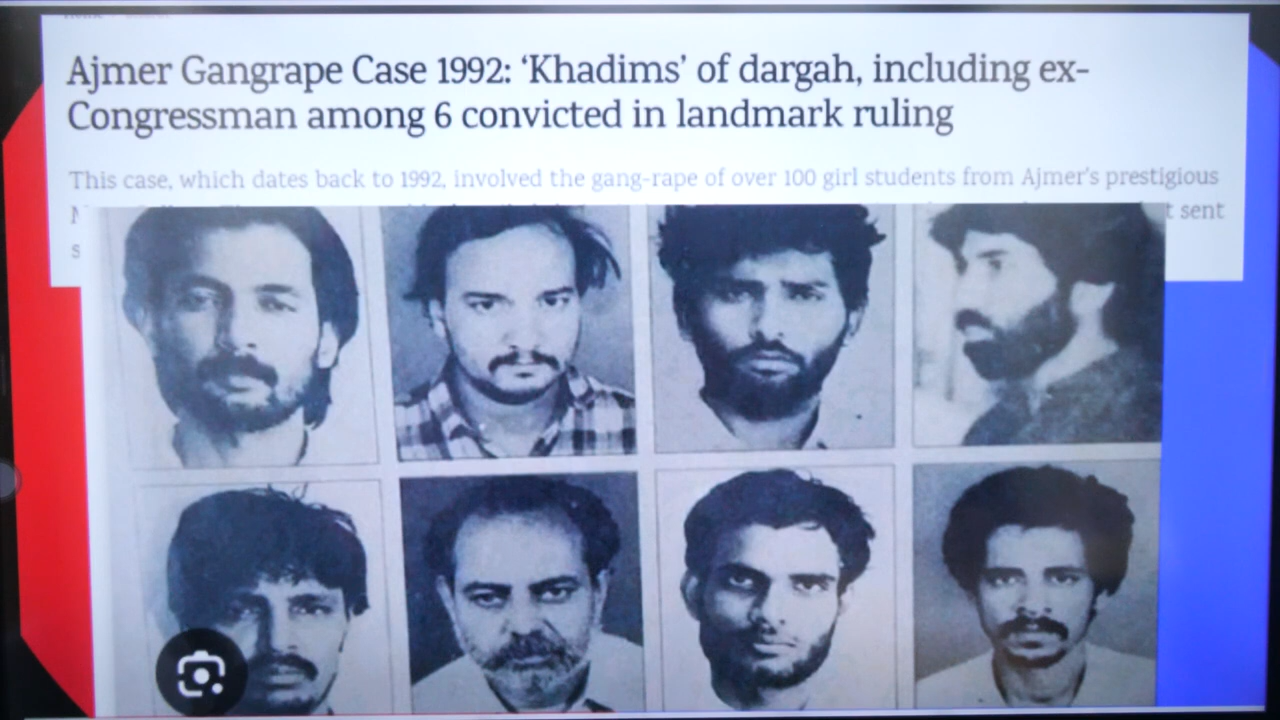 Ajmer Gangrape Case 1992: ‘Khadims’ of dargah, including ex-
Congressman among 6 convicted in landmark ruling
This case, which dates back to 1992, involved the gang-rape of over 100 girl students from Ajmer's prestigious
sent
s